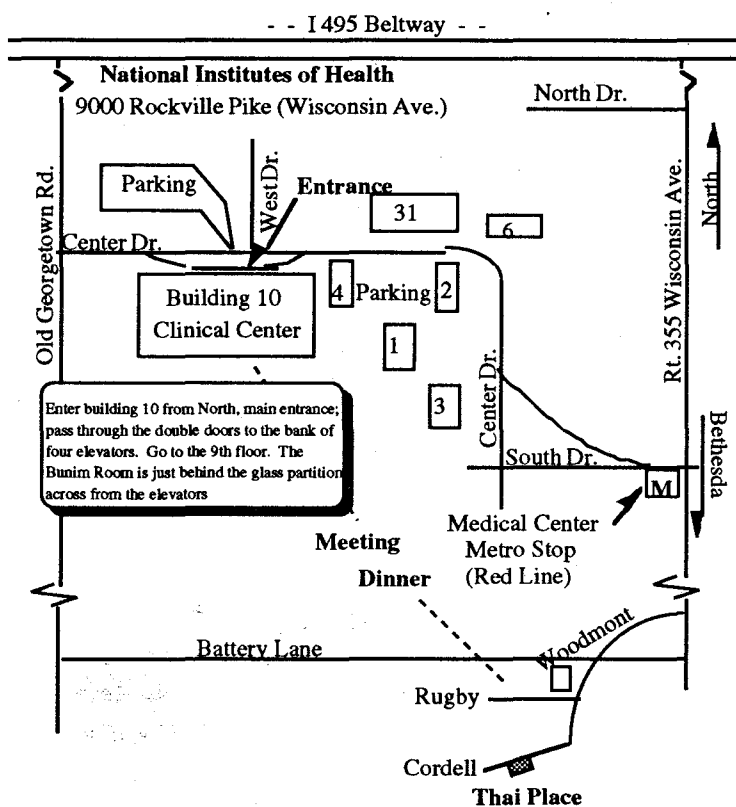 - - I 495 Beltway - -
National Institutes of Health
9000 Rockville Pike (Wisconsin Ave.)
North Dr.
Old Georgetown Rd.
Parking
West Dr.
Entrance
31
6
Rt. 355 Wisconsin Ave.
North
Center Dr.
Building 10
Clinical Center
4
Parking
2
1
3
Center Dr.
Enter building 10 from North, main entrance;
pass through the double doors to the bank of
four elevators. Go to the 9th floor. The
Bunim Room is just behind the glass partition
across from the elevators
South Dr.
M
Bethesda
Medical Center
Metro Stop
(Red Line)
Meeting
Dinner
Battery Lane
Woodmont
Rugby
Cordell
Thai Place